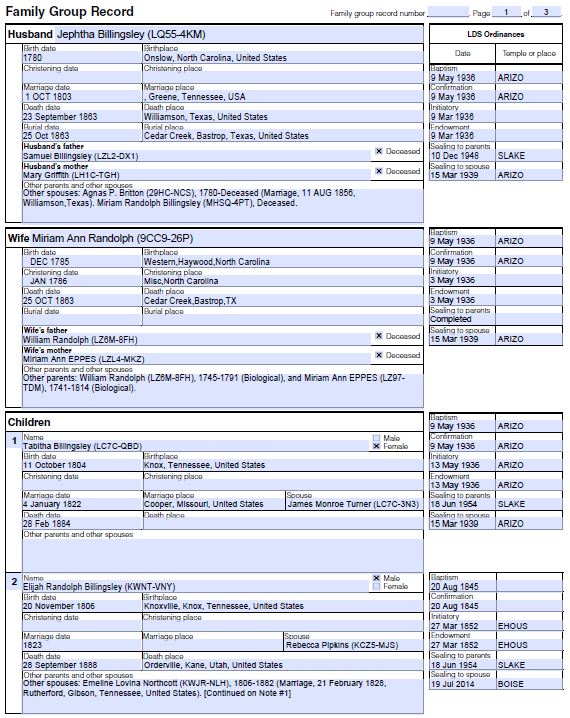 Family Group Record
Family group record number Page 1 of 3
Husband Jephtha Billingsley (LQ55-4KM)
LDS Ordinances
Date Temple or place
Birth date Birthplace
1780 Onslow, North Carolina, United States
Christening date Christening place
Marriage date Marriage place
1 OCT 1803 , Greene, Tennessee, USA
Death date Death place
23 September 1863 Williamson, Texas, United States
Burial date Burial place
25 Oct 1863 Cedar Creek, Bastrop, Texas, United States
Husband's father
Samuel Billingsley (LZL2-DX1) Deceased
Husband's mother
Mary Griffith (LH1C-TGH) Deceased
Other parents and other spouses
Other spouses: Agnas P. Britton (29HC-NCS), 1780-Deceased (Marriage, 11 AUG 1856,
Williamson,Texas). Miriam Randolph Billingsley (MHSQ-4PT), Deceased.
Baptism
9 May 1936 ARIZO
Confirmation
9 May 1936 ARIZO
Initiatory
9 Mar 1936
Endowment
9 Mar 1936
Sealing to parents
10 Dec 1948 SLAKE
Sealing to spouse
15 Mar 1939 ARIZO
Wife Miriam Ann Randolph (9CC9-26P)
Birth date Birthplace
DEC 1785 Western,Haywood,North Carolina
Christening date Christening place
JAN 1786 Misc,North Carolina
Death date Death place
25 OCT 1863 Cedar Creek,Bastrop,TX
Burial date Burial place
Wife's father
William Randolph (LZ6M-8FH) Deceased
Wife's mother
Miriam Ann EPPES (LZL4-MKZ) Deceased
Other parents and other spouses
Other parents: William Randolph (LZ6M-8FH), 1745-1791 (Biological), and Miriam Ann EPPES (LZ97-
TDM), 1741-1814 (Biological).
Baptism
9 May 1936 ARIZO
Confirmation
9 May 1936 ARIZO
Initiatory
3 May 1936
Endowment
3 May 1936
Sealing to parents
Completed
Sealing to spouse
15 Mar 1939 ARIZO
Children
1 Name
Tabitha Billingsley (LC7C-QBD) Male
Female
Birth date Birthplace
11 October 1804 Knox, Tennessee, United States
Christening date Christening place
Marriage date Marriage place Spouse
4 January 1822 Cooper, Missouri, United States James Monroe Turner (LC7C-3N3)
Death date Death place
28 Feb 1884
Other parents and other spouses
Baptism
9 May 1936 ARIZO
Confirmation
9 May 1936 ARIZO
Initiatory
13 May 1936 ARIZO
Endowment
13 May 1936 ARIZO
Sealing to parents
18 Jun 1954 SLAKE
Sealing to spouse
15 Mar 1939 ARIZO
2 Name
Elijah Randolph Billingsley (KWNT-VNY) Male
Female
Birth date Birthplace
20 November 1806 Knoxville, Knox, Tennessee, United States
Christening date Christening place
Marriage date Marriage place Spouse
1823 Rebecca Pipkins (KCZ5-MJS)
Death date Death place
28 September 1888 Orderville, Kane, Utah, United States
Other parents and other spouses
Other spouses: Emeline Lovina Northcott (KWJR-NLH), 1806-1882 (Marriage, 21 February 1828,
Rutherford, Gibson, Tennessee, United States). [Continued on Note #1]
Baptism
20 Aug 1845
Confirmation
20 Aug 1845
Initiatory
27 Mar 1852 EHOUS
Endowment
27 Mar 1852 EHOUS
Sealing to parents
18 Jun 1954 SLAKE
Sealing to spouse
19 Jul 2014 BOISE